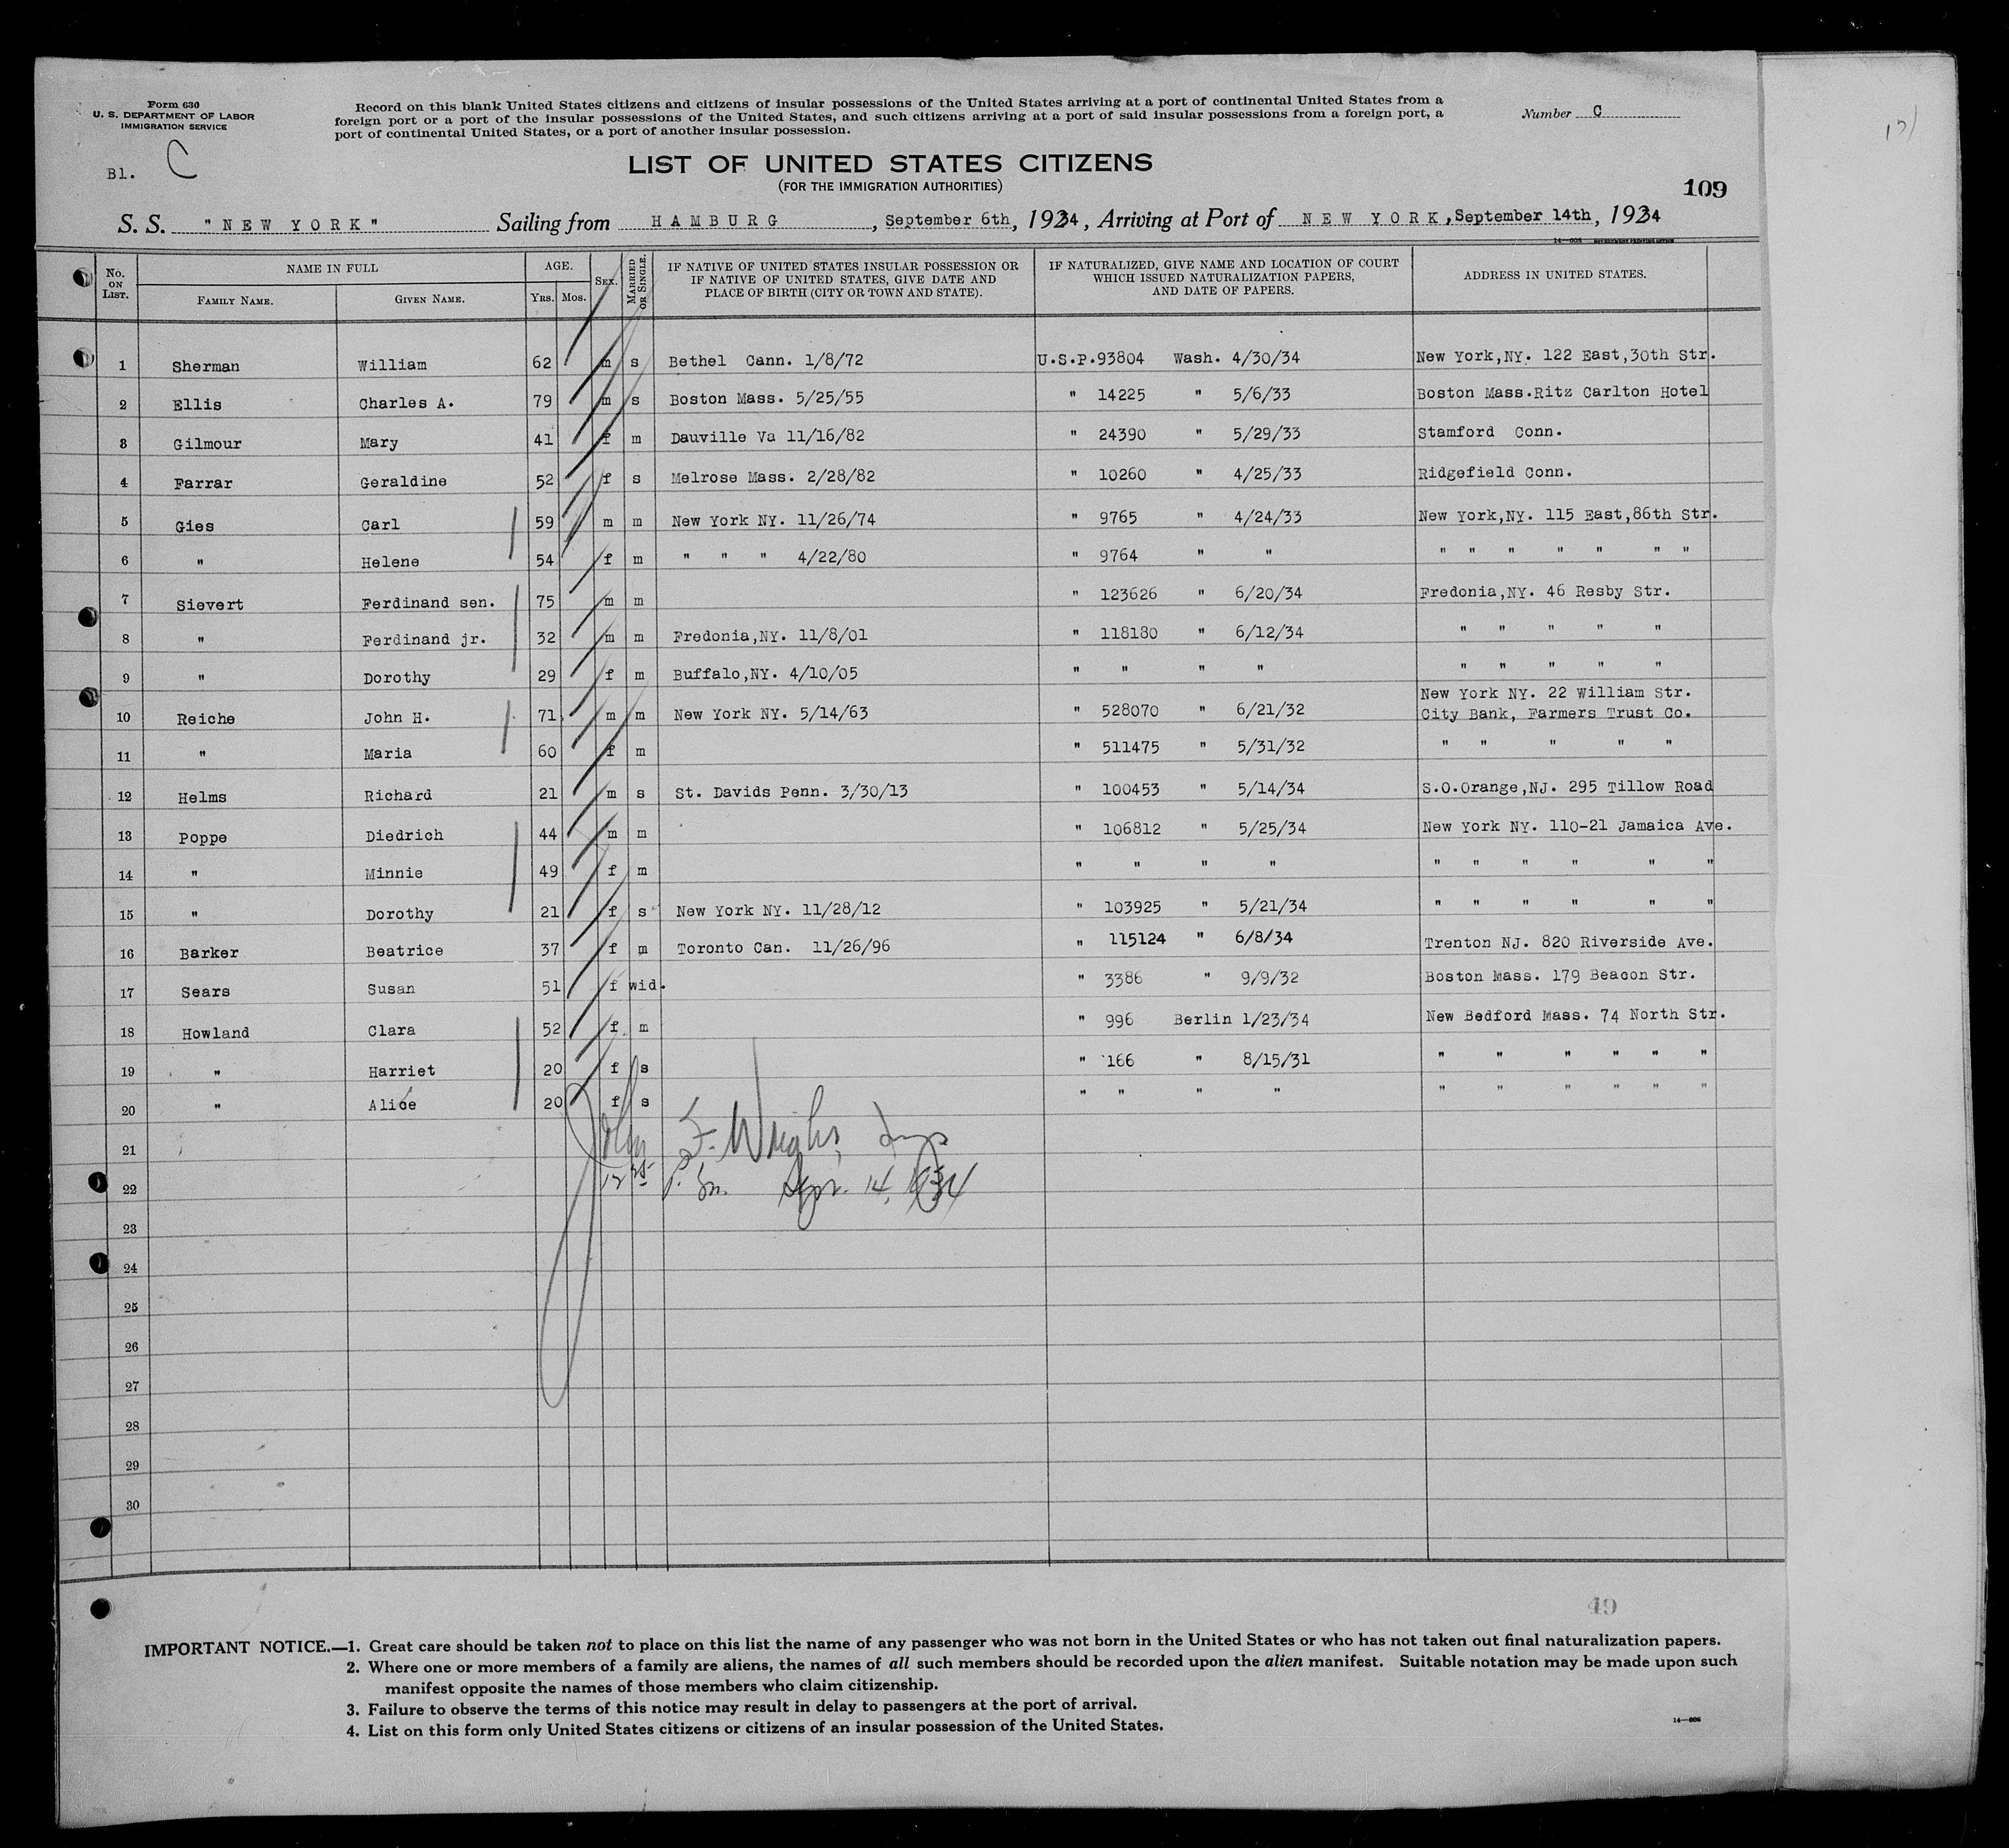 Form 630
U. S. DEPARTMENT OF LABOR
IMMIGRATION SERVICE
Record on this blank United States citizens and citizens of insular possessions of the United States arriving at a port of continental United States from a
foreign port or a port of the insular possessions of the United States, and such citizens arriving at a port of said insular possessions from a foreign port, a
port of continental United States, or a port of another insular possession.
Number C
Bl. C
LIST OF UNITED STATES CITIZENS
(FOR THE IMMIGRATION AUTHORITIES)
109
S. S. "NEW YORK" Sailing from HAMBURG, September 6th, 1934, Arriving at Port of NEW YORK, September 14th, 1934
14-608 GOVERNMENT PRINTING OFFICE
No. ON LIST. NAME IN FULL FAMILY NAME. GIVEN NAME. AGE. YRS. MOS. SEX. MARRIED OR SINGLE. IF NATIVE OF UNITED STATES INSULAR POSSESSION OR IF NATIVE OF UNITED STATES, GIVE DATE AND PLACE OF BIRTH (CITY OR TOWN AND STATE). IF NATURALIZED, GIVE NAME AND LOCATION OF COURT WHICH ISSUED NATURALIZATION PAPERS, AND DATE OF PAPERS. ADDRESS IN UNITED STATES.
1 Sherman William 62 m s Bethel Cann. 1/8/72 U.S.P.93804 Wash. 4/30/34 New York,NY. 122 East,30th Str.
2 Ellis Charles A. 79 m s Boston Mass. 5/25/55 " 14225 " 5/6/33 Boston Mass.Ritz Carlton Hotel
3 Gilmour Mary 41 f m Dauville Va 11/16/82 " 24390 " 5/29/33 Stamford Conn.
4 Farrar Geraldine 52 f s Melrose Mass. 2/28/82 " 10260 " 4/25/33 Ridgefield Conn.
5 Gies Carl 59 m m New York NY. 11/26/74 " 9765 " 4/24/33 New York,NY. 115 East,86th Str.
6 " Helene 54 f m " " " 4/22/80 " 9764 " " " " " " " " "
7 Sievert Ferdinand sen. 75 m m " 123626 " 6/20/34 Fredonia,NY. 46 Resby Str.
8 " Ferdinand jr. 32 m m Fredonia,NY. 11/8/01 " 118180 " 6/12/34 " " " " "
9 " Dorothy 29 f m Buffalo,NY. 4/10/05 " " " " " " " " "
10 Reiche John H. 71 m m New York NY. 5/14/63 " 528070 " 6/21/32 New York NY. 22 William Str.
City Bank, Farmers Trust Co.
11 " Maria 60 f m " 511475 " 5/31/32 " " " " "
12 Helms Richard 21 m s St. Davids Penn. 3/30/13 " 100453 " 5/14/34 S.O.Orange,NJ. 295 Tillow Road
13 Poppe Diedrich 44 m m " 106812 " 5/25/34 New York NY. 110-21 Jamaica Ave.
14 " Minnie 49 f m " " " " " " " " " "
15 " Dorothy 21 f s New York NY. 11/28/12 " 103925 " 5/21/34 " " " " " "
16 Barker Beatrice 37 f m Toronto Can. 11/26/96 " 115124 " 6/8/34 Trenton NJ. 820 Riverside Ave.
17 Sears Susan 51 f wid. " 3386 " 9/9/32 Boston Mass. 179 Beacon Str.
18 Howland Clara 52 f m " 996 Berlin 1/23/34 New Bedford Mass. 74 North Str.
19 " Harriet 20 f s " 166 " 8/15/31 " " " " " "
20 " Alice 20 f s " " " " " " " " " "
21 John F. Wright, Insp
22 P. Sm. Sept. 14, 1934
23
24
25
26
27
28
29
30
49
IMPORTANT NOTICE.—1. Great care should be taken not to place on this list the name of any passenger who was not born in the United States or who has not taken out final naturalization papers.
2. Where one or more members of a family are aliens, the names of all such members should be recorded upon the alien manifest. Suitable notation may be made upon such
manifest opposite the names of those members who claim citizenship.
3. Failure to observe the terms of this notice may result in delay to passengers at the port of arrival.
4. List on this form only United States citizens or citizens of an insular possession of the United States.
14-608